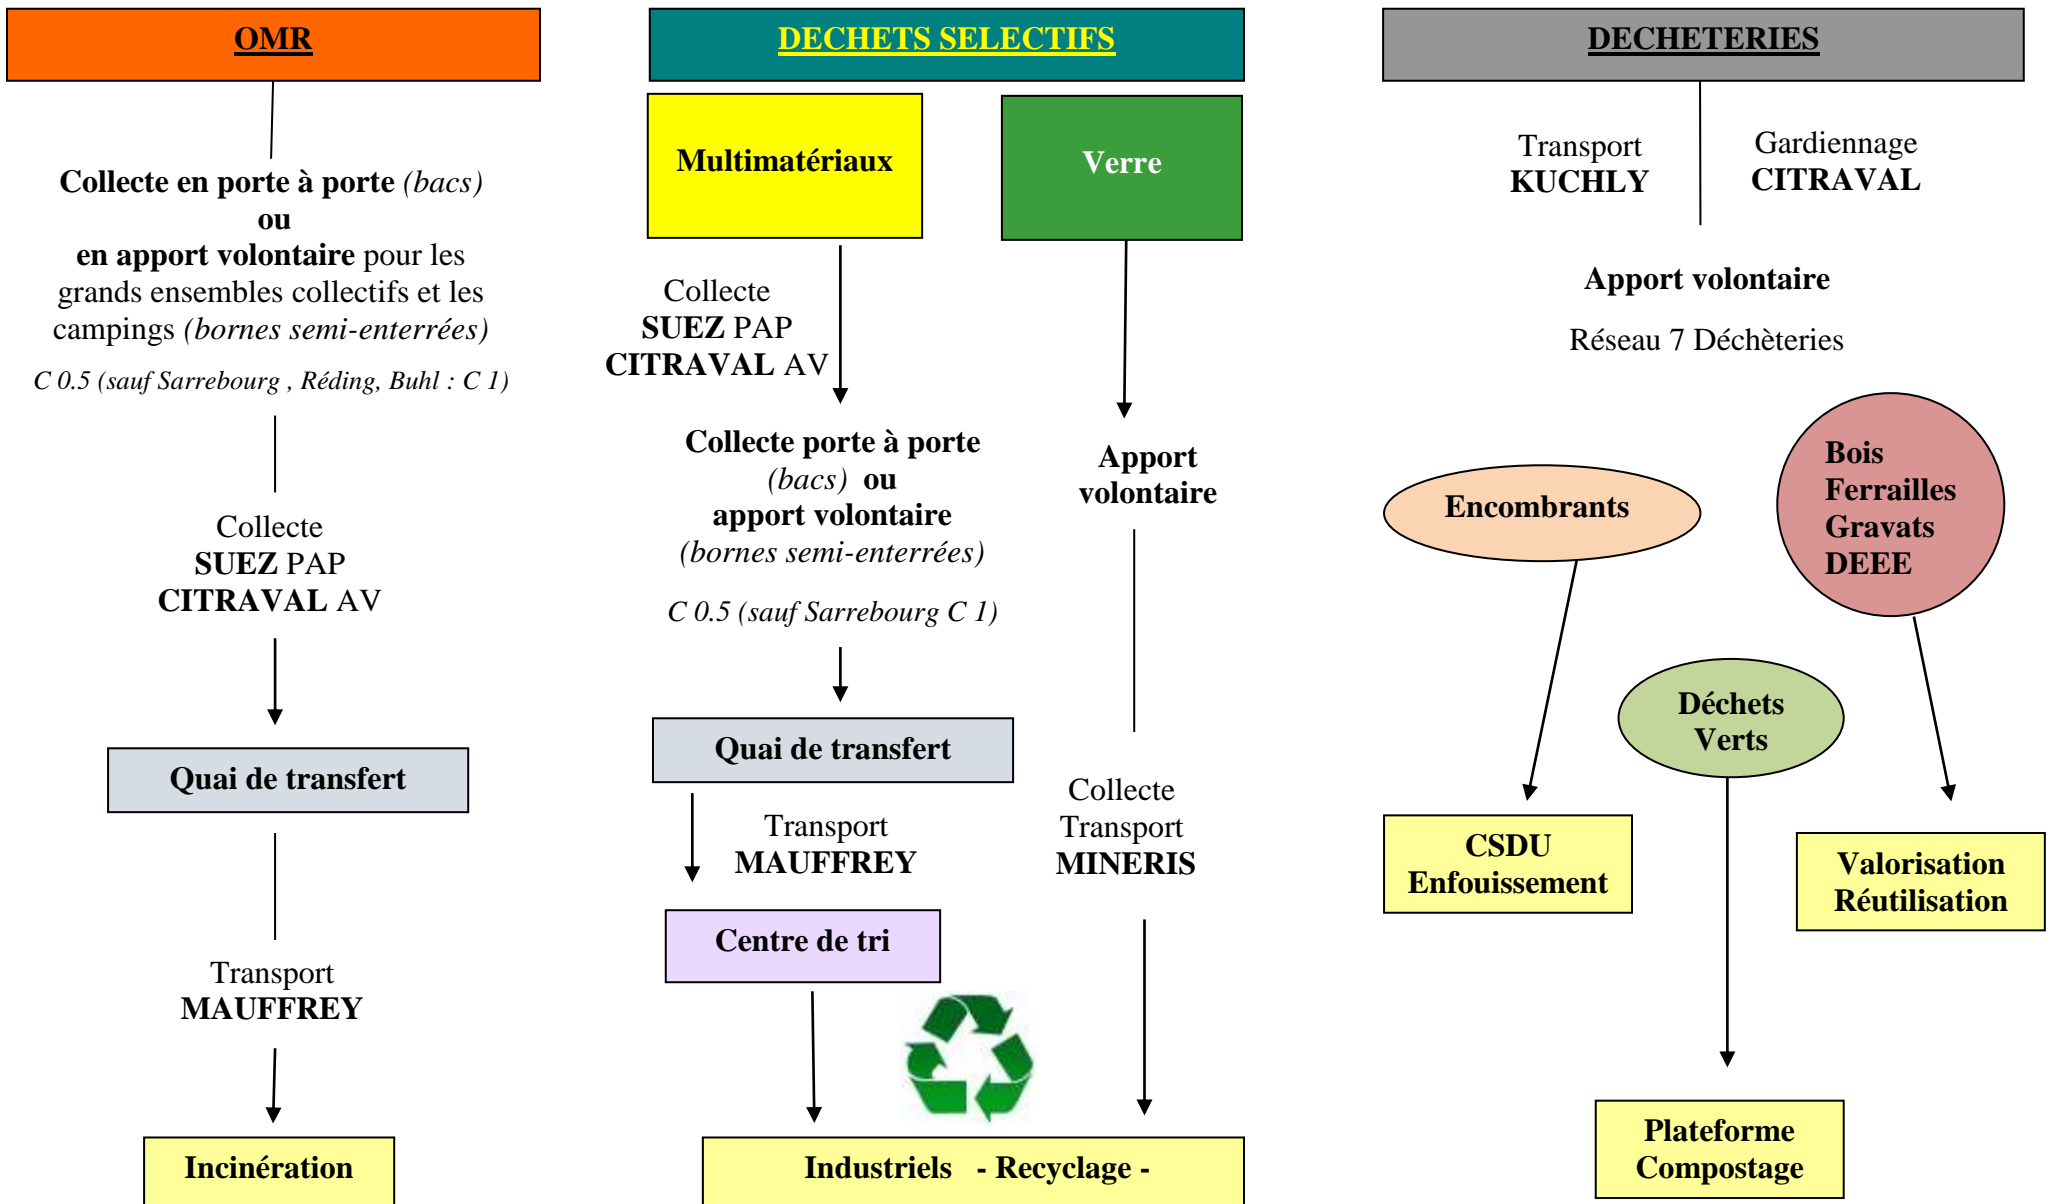 OMR
Collecte en porte à porte (bacs)
ou
en apport volontaire pour les
grands ensembles collectifs et les
campings (bornes semi-enterrées)
C 0.5 (sauf Sarrebourg , Réding, Buhl : C 1)
Collecte
SUEZ PAP
CITRAVAL AV
Quai de transfert
Transport
MAUFFREY
Incinération
DECHETS SELECTIFS
Multimatériaux
Collecte
SUEZ PAP
CITRAVAL AV
Collecte porte à porte
(bacs) ou
apport volontaire
(bornes semi-enterrées)
C 0.5 (sauf Sarrebourg C 1)
Quai de transfert
Transport
MAUFFREY
Centre de tri
Verre
Apport
volontaire
Collecte
Transport
MINERIS
Industriels - Recyclage -
DECHETERIES
Transport
KUCHLY
Gardiennage
CITRAVAL
Apport volontaire
Réseau 7 Déchèteries
Encombrants
Bois
Ferrailles
Gravats
DEEE
Déchets
Verts
CSDU
Enfouissement
Valorisation
Réutilisation
Plateforme
Compostage